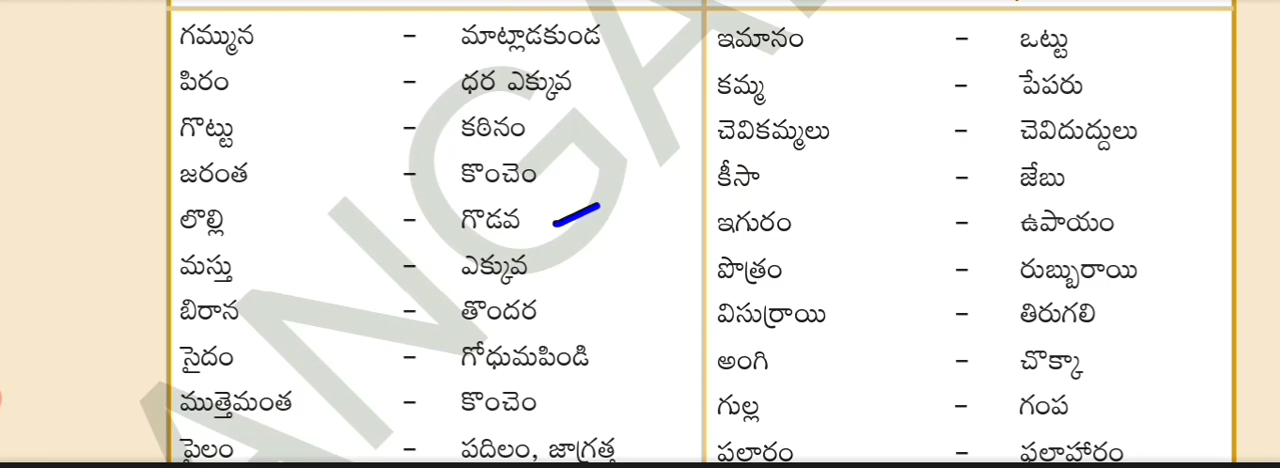 గమ్మున – మాట్లాడకుండ
పిరం – ధర ఎక్కువ
గొట్టు – కఠినం
జరంత – కొంచెం
లొల్లి – గొడవ
మస్తు – ఎక్కువ
బిరాన – తొందర
సైదం – గోధుమపిండి
ముత్తెమంత – కొంచెం
పైలం – పదిలం, జాగ్రత్త
ఇమానం – ఒట్టు
కమ్మ – పేపరు
చెవికమ్మలు – చెవిదుద్దులు
కీసా – జేబు
ఇగురం – ఉపాయం
పొత్రం – రుబ్బురాయి
విసుర్రాయి – తిరుగలి
అంగి – చొక్కా
గుల్ల – గంప
పలారం – ఫలాహారం
ANGA